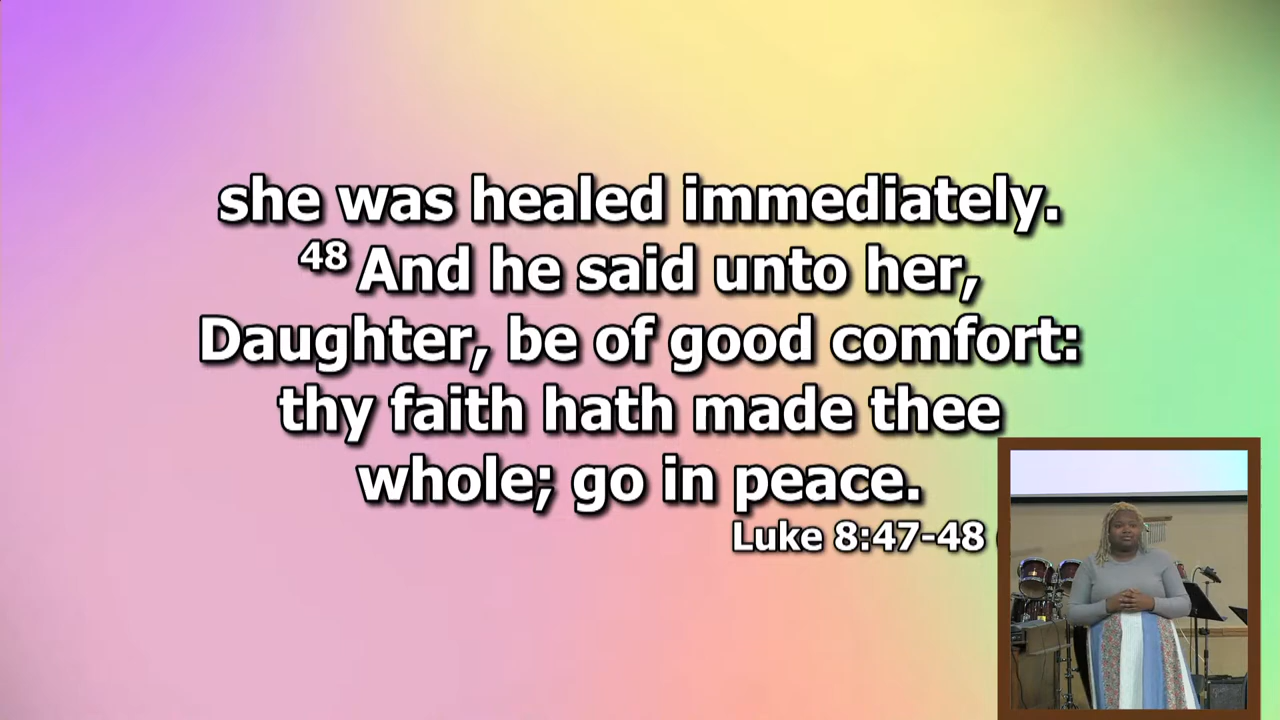 she was healed immediately.
48 And he said unto her,
Daughter, be of good comfort:
thy faith hath made thee
whole; go in peace.
Luke 8:47-48